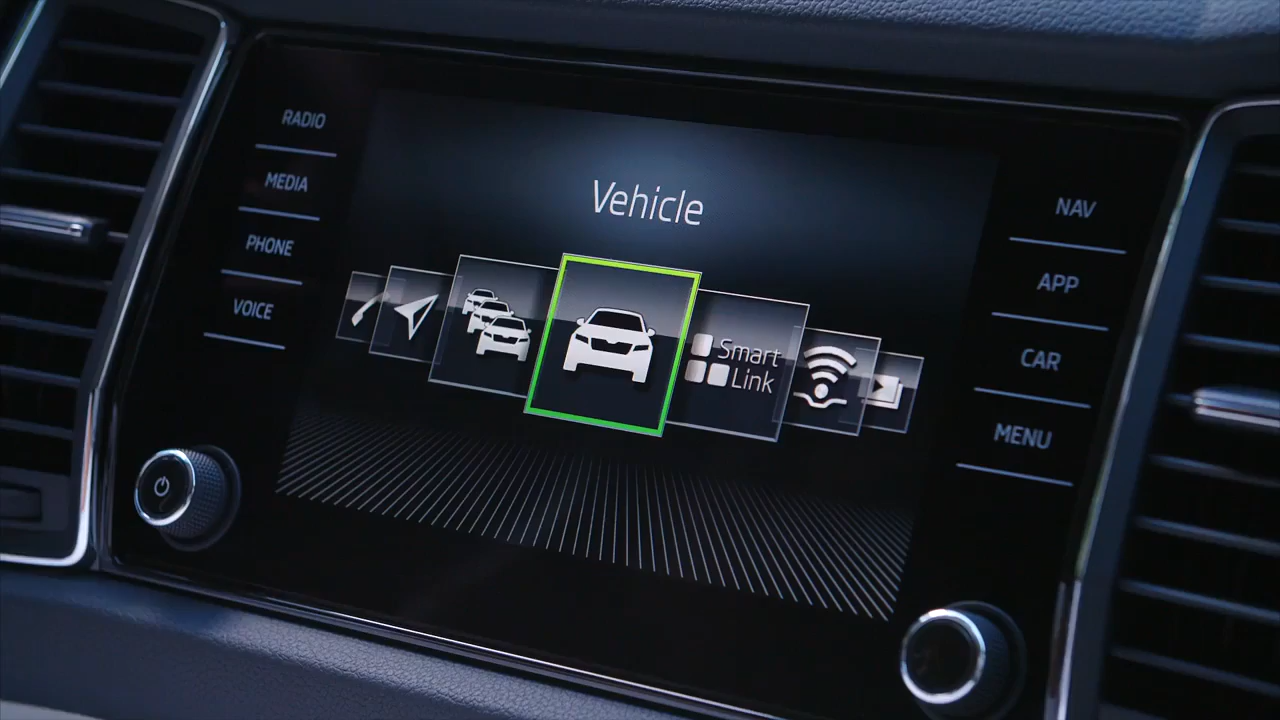 RADIO
MEDIA
PHONE
VOICE
Vehicle
Smart
Link
NAV
APP
CAR
MENU